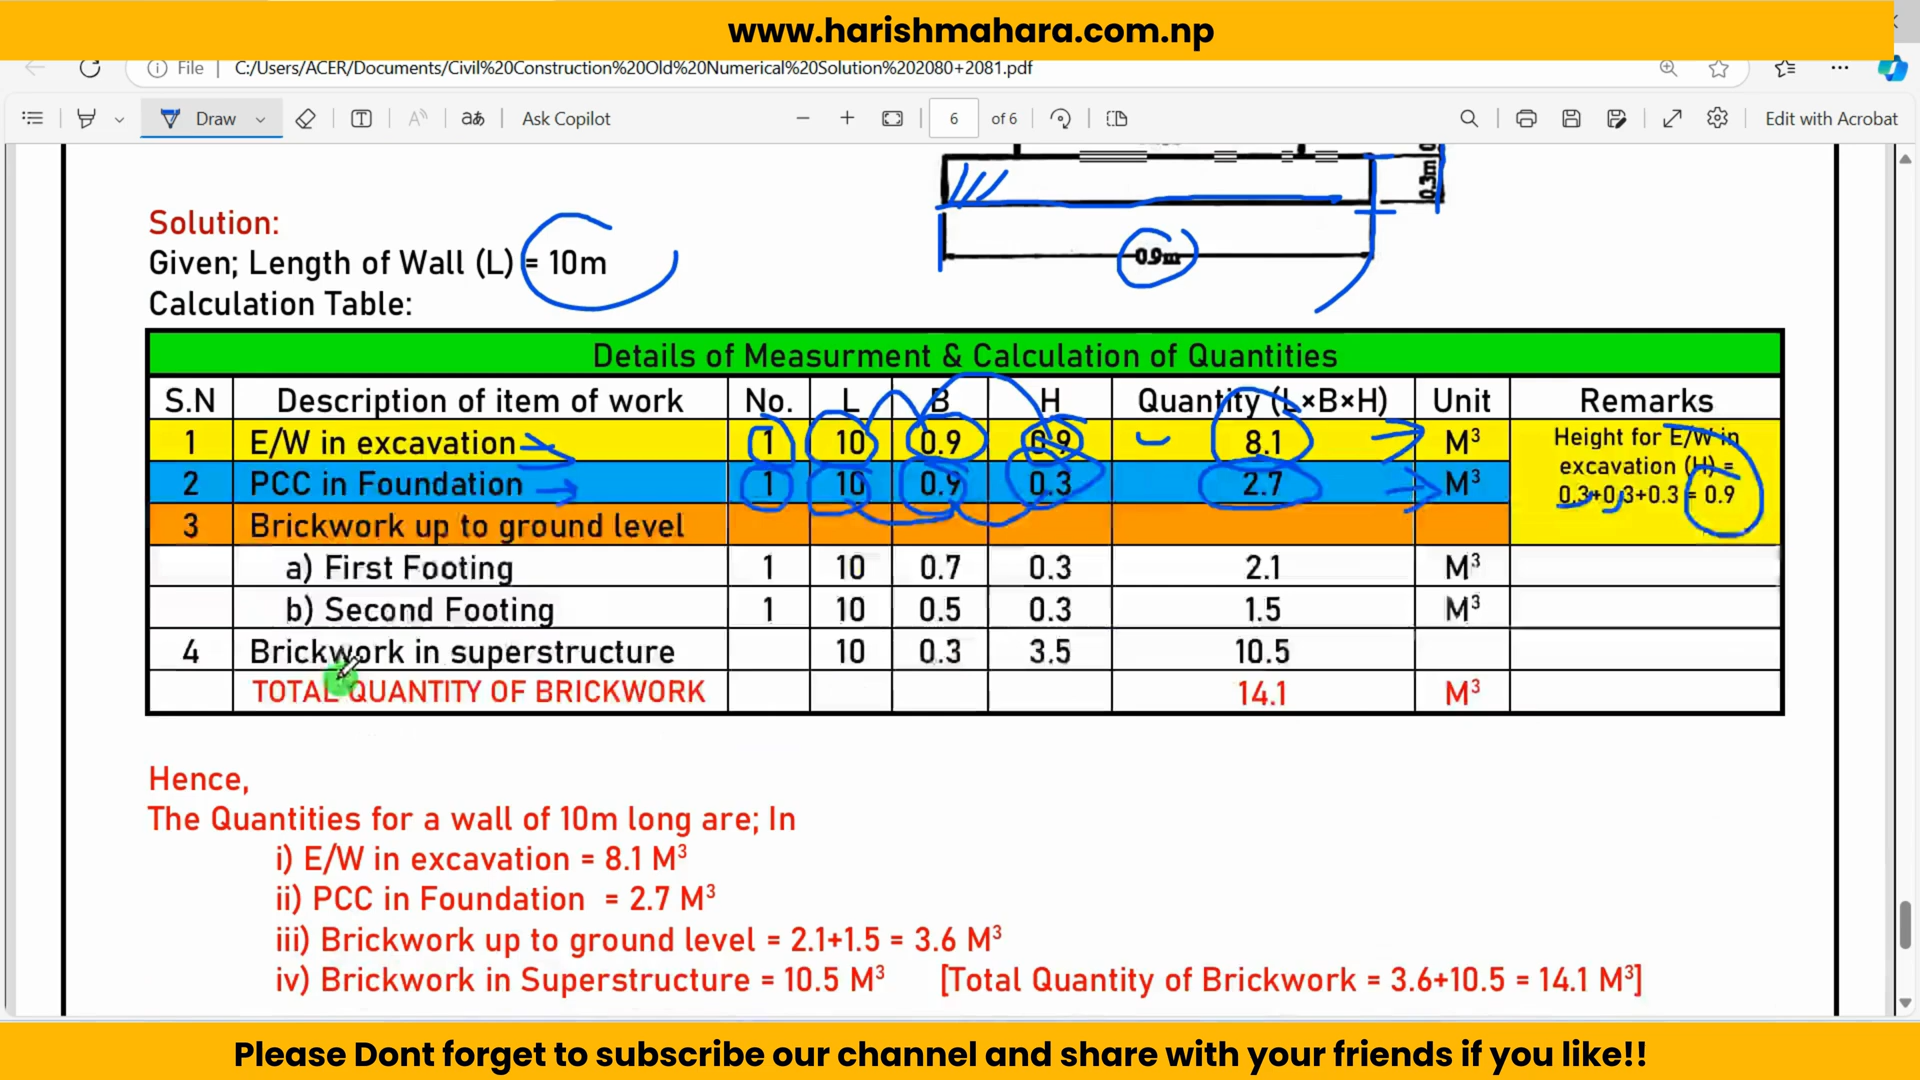 www.harishmahara.com.np
File | C:/Users/ACER/Documents/Civil%20Construction%20Old%20Numerical%20Solution%202080+2081.pdf
Draw aあ Ask Copilot 6 of 6 Edit with Acrobat
0.3m
Solution:
Given; Length of Wall (L) = 10m
0.9m
Calculation Table:
Details of Measurment & Calculation of Quantities
S.N Description of item of work No. L B H Quantity (L×B×H) Unit Remarks
1 E/W in excavation 1 10 0.9 0.9 8.1 M³ Height for E/W in
excavation (H) =
2 PCC in Foundation 1 10 0.9 0.3 2.7 M³ 0.3+0.3+0.3 = 0.9
3 Brickwork up to ground level
a) First Footing 1 10 0.7 0.3 2.1 M³
b) Second Footing 1 10 0.5 0.3 1.5 M³
4 Brickwork in superstructure 10 0.3 3.5 10.5
TOTAL QUANTITY OF BRICKWORK 14.1 M³
Hence,
The Quantities for a wall of 10m long are; In
i) E/W in excavation = 8.1 M³
ii) PCC in Foundation = 2.7 M³
iii) Brickwork up to ground level = 2.1+1.5 = 3.6 M³
iv) Brickwork in Superstructure = 10.5 M³ [Total Quantity of Brickwork = 3.6+10.5 = 14.1 M³]
Please Dont forget to subscribe our channel and share with your friends if you like!!